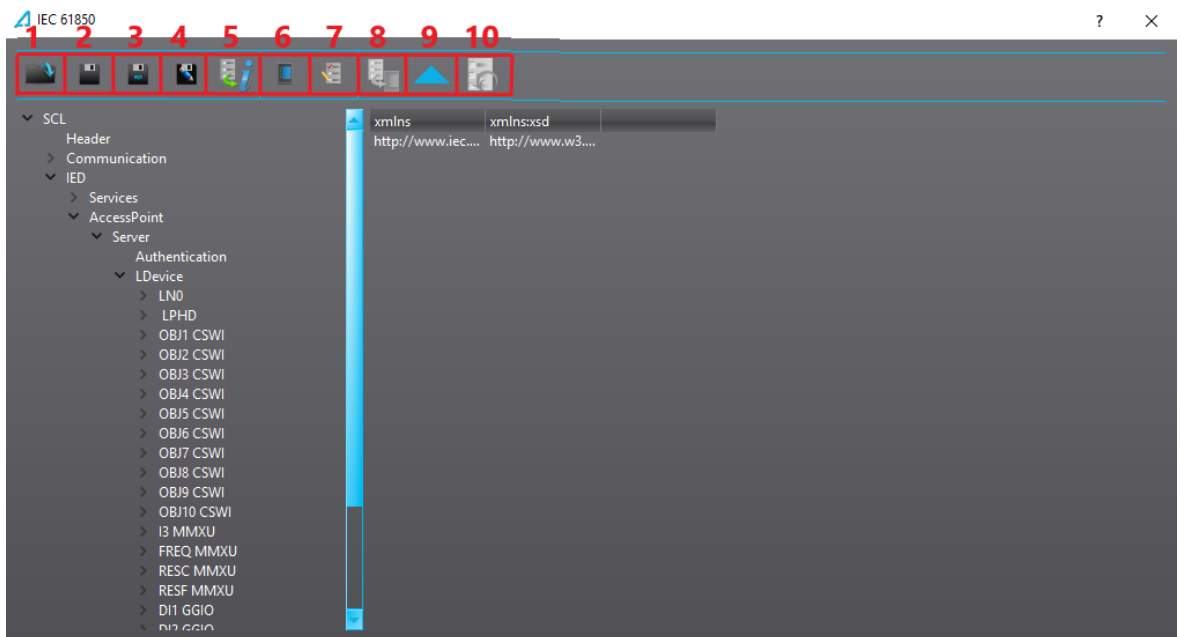 IEC 61850 ?
1 2 3 4 5 6 7 8 9 10
SCL
Header
Communication
IED
Services
AccessPoint
Server
Authentication
LDevice
LN0
LPHD
OBJ1 CSWI
OBJ2 CSWI
OBJ3 CSWI
OBJ4 CSWI
OBJ5 CSWI
OBJ6 CSWI
OBJ7 CSWI
OBJ8 CSWI
OBJ9 CSWI
OBJ10 CSWI
I3 MMXU
FREQ MMXU
RESC MMXU
RESF MMXU
DI1 GGIO
DI2 GGIO
xmlns xmlns:xsd
http://www.iec.... http://www.w3....